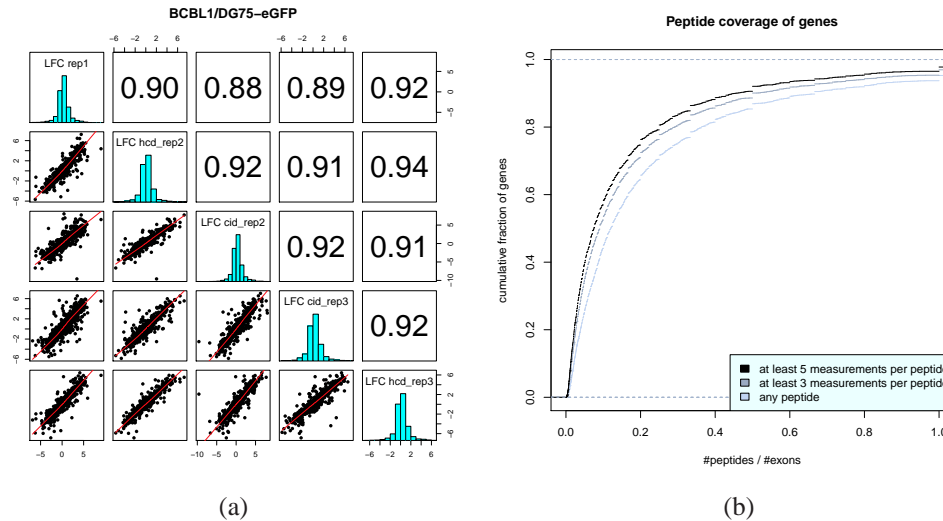 BCBL1/DG75−eGFP
−6 −2 2 6
−6 −2 2 6
LFC rep1
0.90
0.88
0.89
0.92
−5 0 5
−6 −2 2 6
LFC hcd_rep2
0.92
0.91
0.94
LFC cid_rep2
0.92
0.91
−10 −5 0 5
−6 −2 2 6
LFC cid_rep3
0.92
LFC hcd_rep3
−6 −2 2 6
−5 0 5
−10 −5 0 5
−6 −2 2 6
(a)
Peptide coverage of genes
cumulative fraction of genes
0.0 0.2 0.4 0.6 0.8 1.0
at least 5 measurements per peptide
at least 3 measurements per peptide
any peptide
0.0 0.2 0.4 0.6 0.8 1.0
#peptides / #exons
(b)